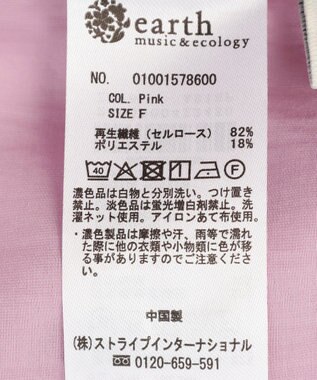 earth
music&ecology
NO. 01001578600
COL. Pink
SIZE F
再生繊維(セルロース) 82%
ポリエステル 18%
40
F
濃色品は白物と分別洗い。つけ置き
禁止。淡色品は蛍光増白剤禁止。洗
濯ネット使用。アイロンあて布使用。
・濃色製品は摩擦や汗、雨等で濡れ
た際に他の衣類や小物類に色が移
る事がありますのでご注意くださ
い。
中国製
(株)ストライプインターナショナル
0120-659-591